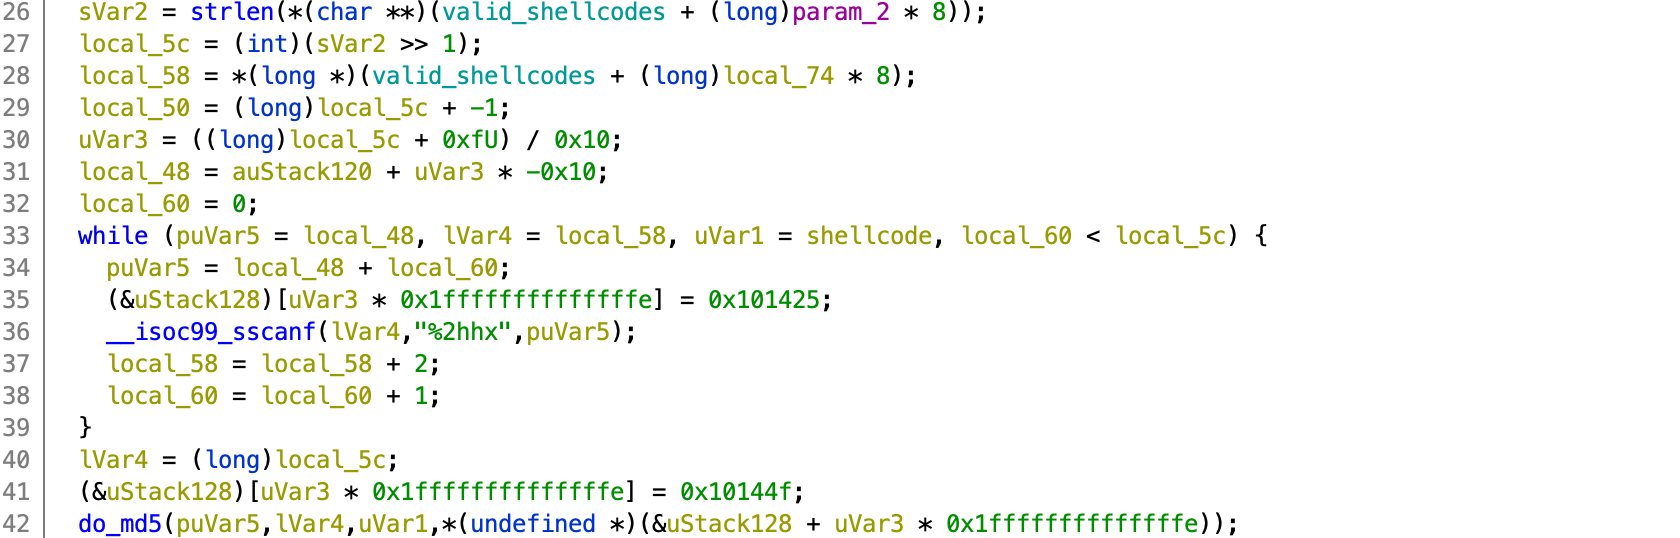 26 sVar2 = strlen(*(char **)(valid_shellcodes + (long)param_2 * 8));
27 local_5c = (int)(sVar2 >> 1);
28 local_58 = *(long *)(valid_shellcodes + (long)local_74 * 8);
29 local_50 = (long)local_5c + -1;
30 uVar3 = ((long)local_5c + 0xfU) / 0x10;
31 local_48 = auStack120 + uVar3 * -0x10;
32 local_60 = 0;
33 while (puVar5 = local_48, lVar4 = local_58, uVar1 = shellcode, local_60 < local_5c) {
34 puVar5 = local_48 + local_60;
35 (&uStack128)[uVar3 * 0x1ffffffffffffffe] = 0x101425;
36 __isoc99_sscanf(lVar4,"%2hhx",puVar5);
37 local_58 = local_58 + 2;
38 local_60 = local_60 + 1;
39 }
40 lVar4 = (long)local_5c;
41 (&uStack128)[uVar3 * 0x1ffffffffffffffe] = 0x10144f;
42 do_md5(puVar5,lVar4,uVar1,*(undefined *)(&uStack128 + uVar3 * 0x1ffffffffffffffe));